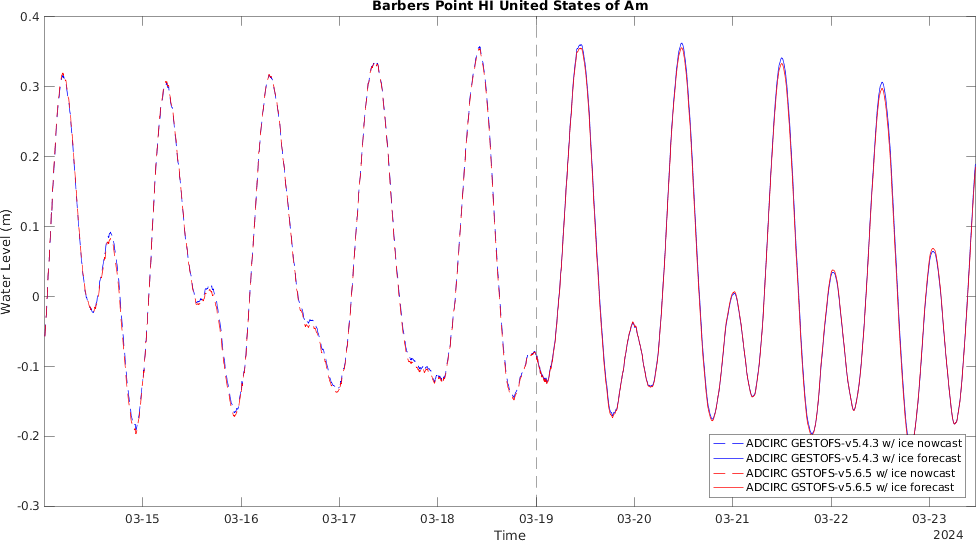 Barbers Point HI United States of Am
Water Level (m)
0.4
0.3
0.2
0.1
0
-0.1
-0.2
-0.3
03-15
03-16
03-17
03-18
03-19
03-20
03-21
03-22
03-23
Time
2024
ADCIRC GESTOFS-v5.4.3 w/ ice nowcast
ADCIRC GESTOFS-v5.4.3 w/ ice forecast
ADCIRC GSTOFS-v5.6.5 w/ ice nowcast
ADCIRC GSTOFS-v5.6.5 w/ ice forecast